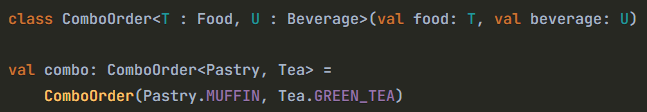 class ComboOrder<T : Food, U : Beverage>(val food: T, val beverage: U)
val combo: ComboOrder<Pastry, Tea> =
    ComboOrder(Pastry.MUFFIN, Tea.GREEN_TEA)